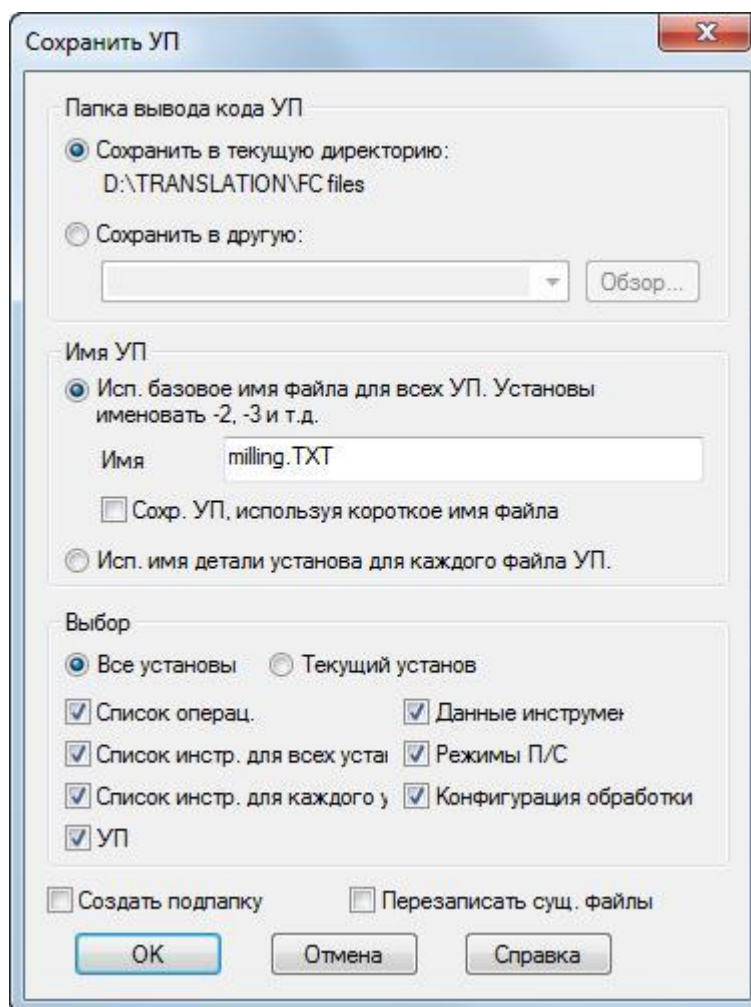 Сохранить УП
Папка вывода кода УП
Сохранить в текущую директорию:
D:\TRANSLATION\FC files
Сохранить в другую:
Обзор...
Имя УП
Исп. базовое имя файла для всех УП. Установы
именовать -2, -3 и т.д.
Имя milling.TXT
Сохр. УП, используя короткое имя файла
Исп. имя детали установа для каждого файла УП.
Выбор
Все установы Текущий установ
Список операц. Данные инструмен
Список инстр. для всех уста Режимы П/С
Список инстр. для каждого у Конфигурация обработки
УП
Создать подпапку Перезаписать сущ. файлы
OK Отмена Справка